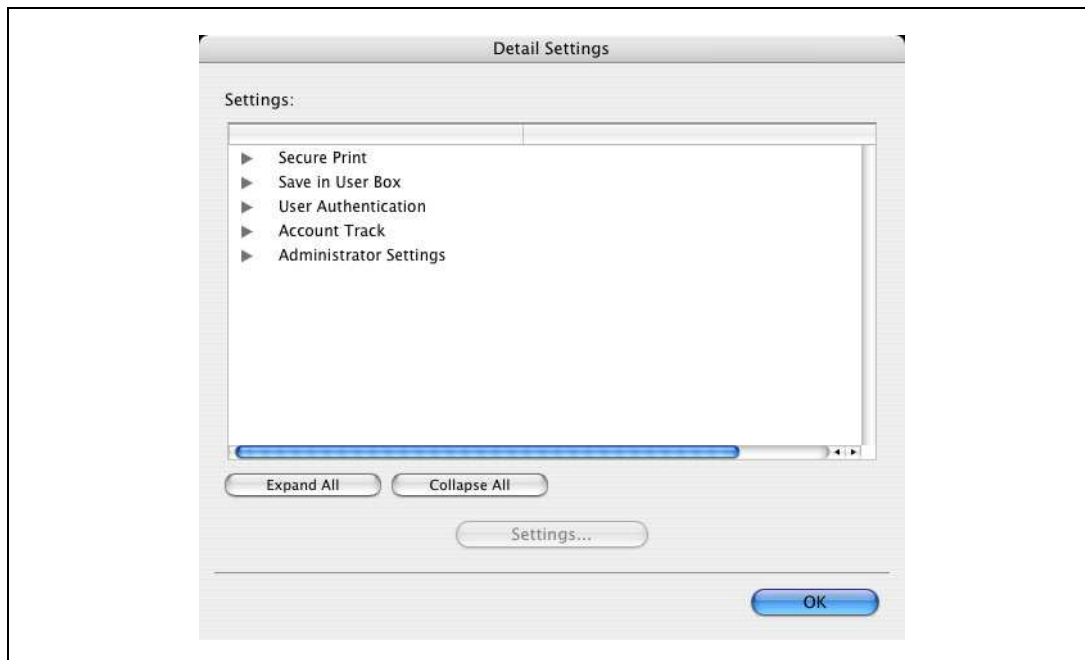 Detail Settings
Settings:
Secure Print
Save in User Box
User Authentication
Account Track
Administrator Settings
Expand All Collapse All
Settings...
OK